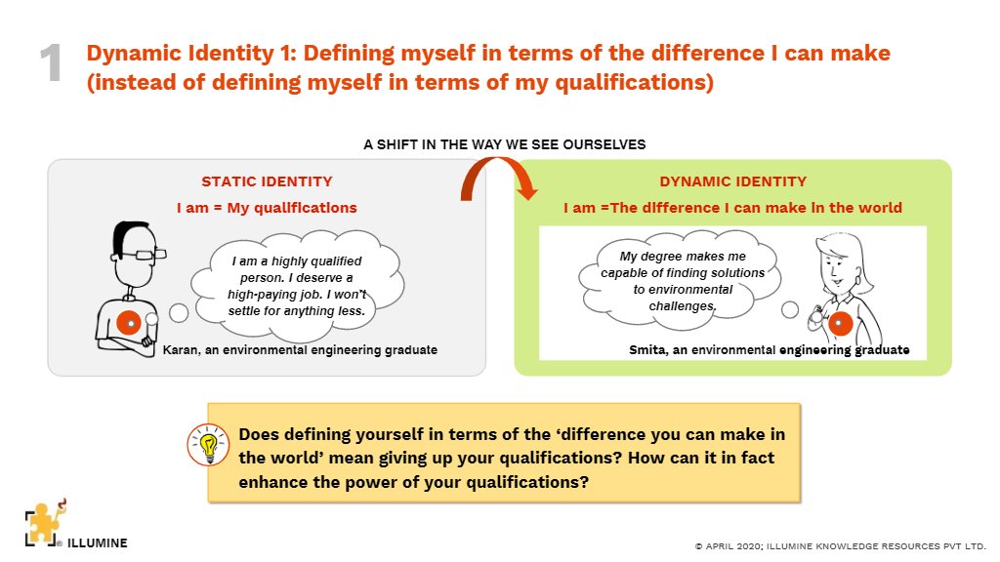 1
Dynamic Identity 1: Defining myself in terms of the difference I can make
(instead of defining myself in terms of my qualifications)
A SHIFT IN THE WAY WE SEE OURSELVES
STATIC IDENTITY
I am = My qualifications
I am a highly qualified
person. I deserve a
high-paying job. I won't
settle for anything less.
Karan, an environmental engineering graduate
DYNAMIC IDENTITY
I am =The difference I can make in the world
My degree makes me
capable of finding solutions
to environmental
challenges.
Smita, an environmental engineering graduate
Does defining yourself in terms of the ‘difference you can make in
the world’ mean giving up your qualifications? How can it in fact
enhance the power of your qualifications?
® ILLUMINE
© APRIL 2020; ILLUMINE KNOWLEDGE RESOURCES PVT LTD.